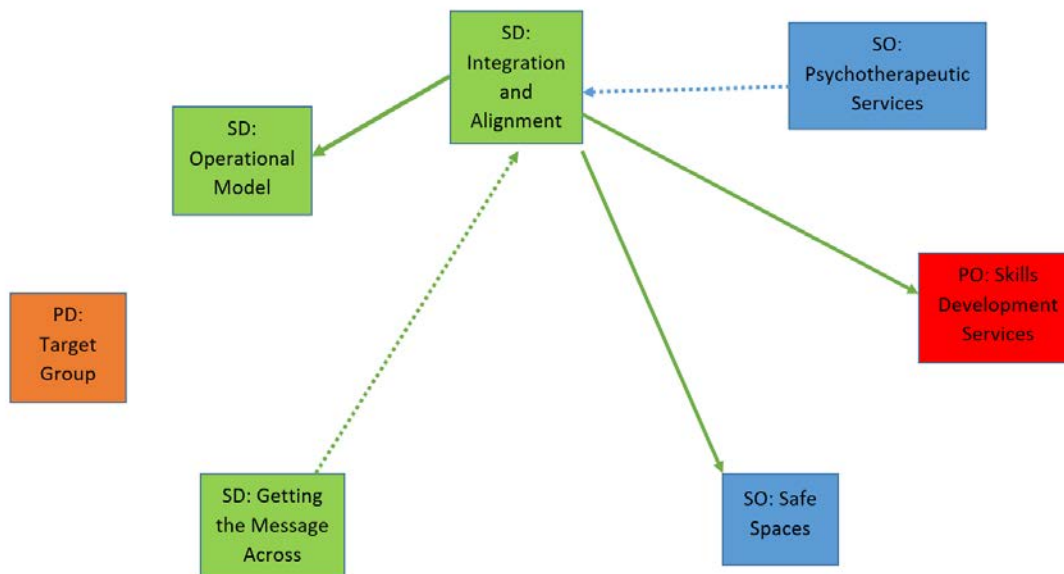 SD:
Integration
and
Alignment
SO:
Psychotherapeutic
Services
SD:
Operational
Model
PO: Skills
Development
Services
PD:
Target
Group
SD: Getting
the Message
Across
SO: Safe
Spaces